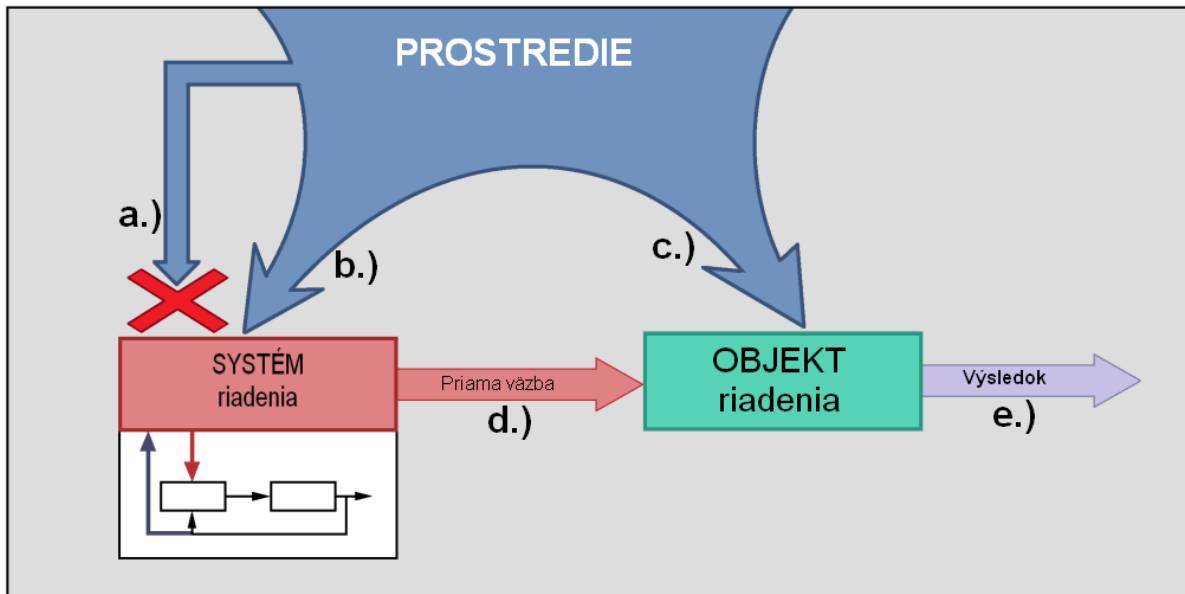 PROSTREDIE
a.)
b.)
c.)
SYSTÉM
riadenia
Priama väzba
d.)
OBJEKT
riadenia
Výsledok
e.)